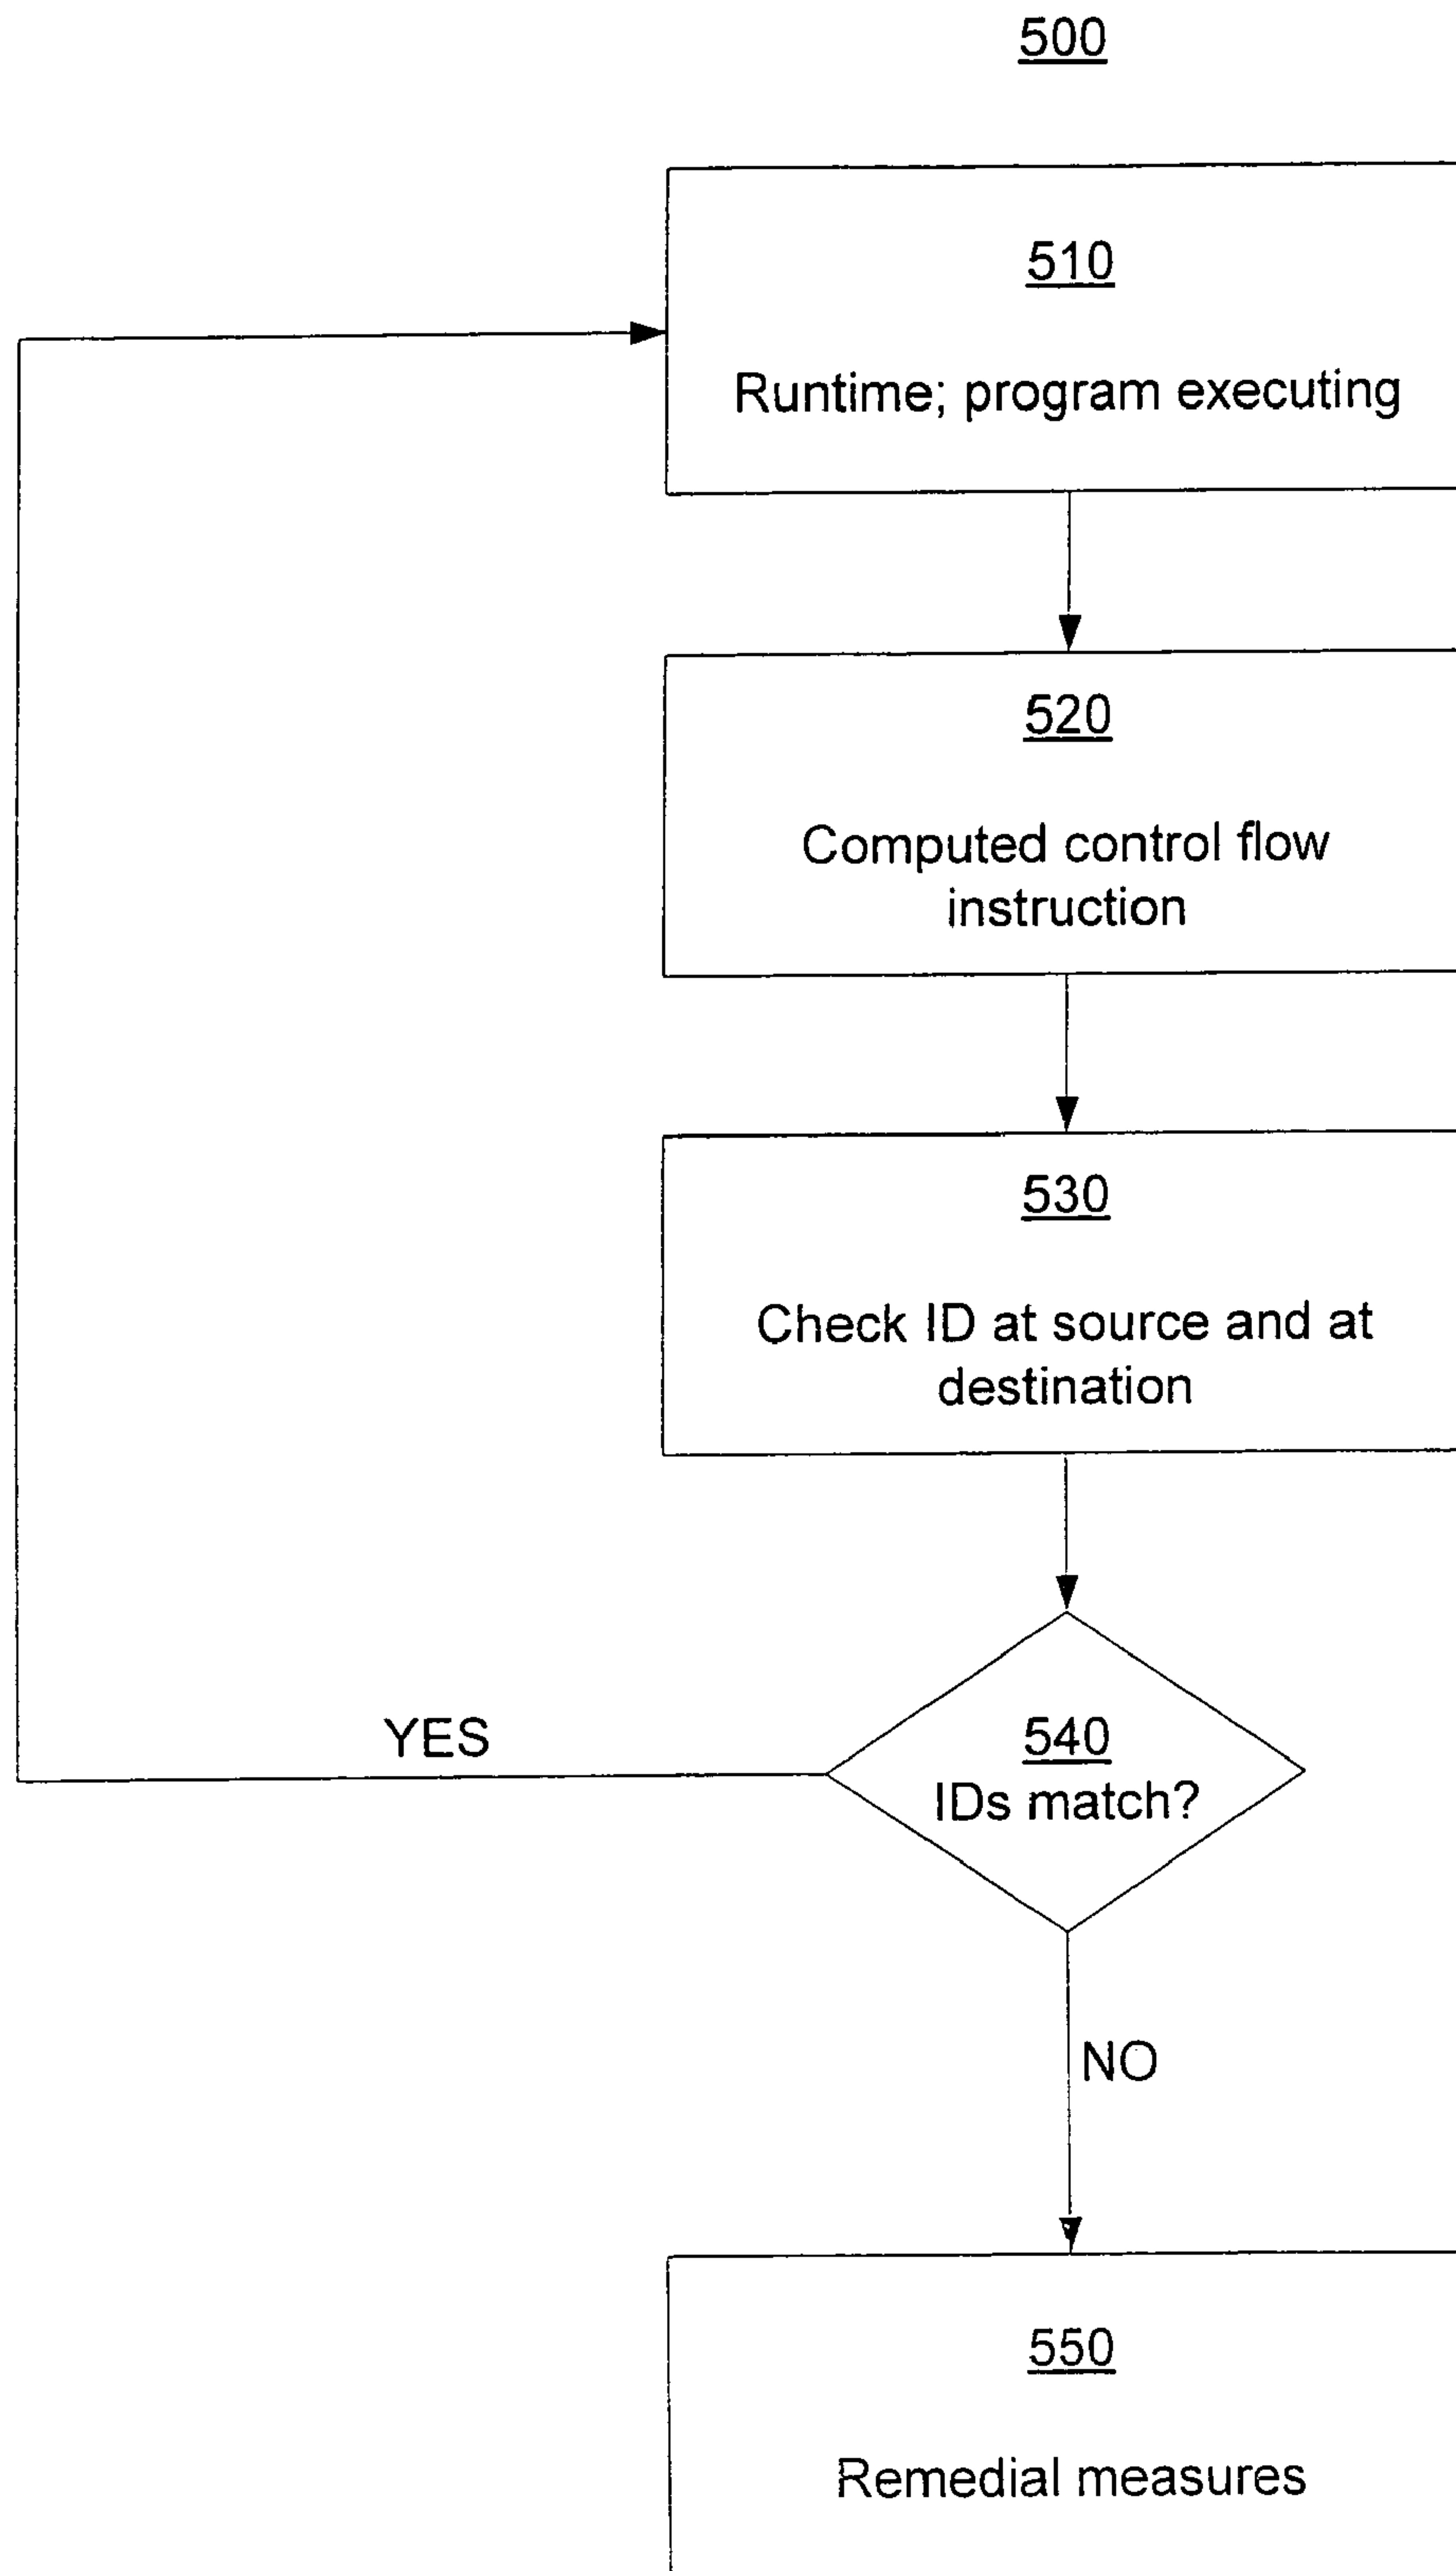 500
510
Runtime; program executing
520
Computed control flow
instruction
530
Check ID at source and at
destination
540
IDs match?
YES
NO
550
Remedial measures